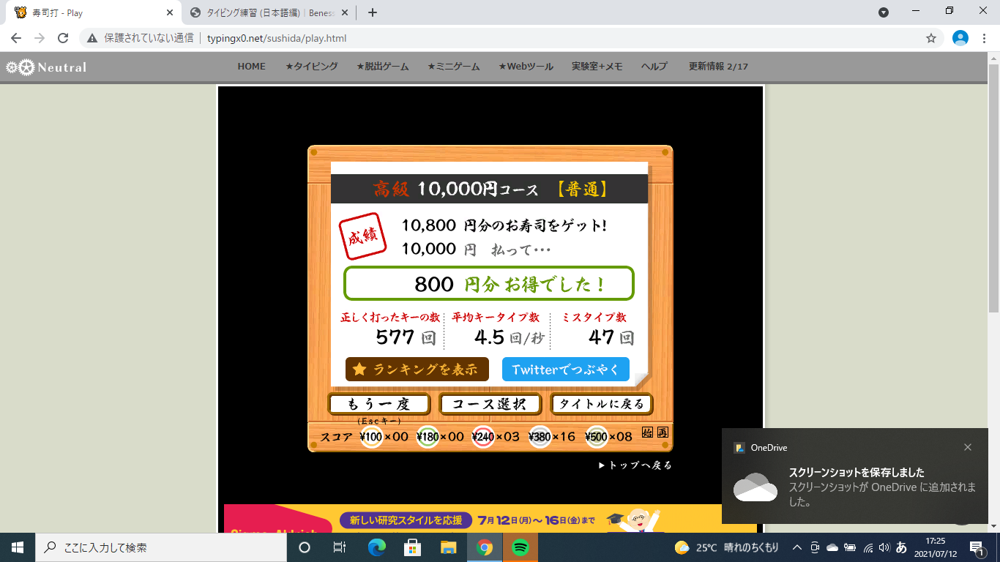 寿司打 - Play
タイピング練習 (日本語編) | Beness
保護されていない通信 | typingx0.net/sushida/play.html
Neutral
HOME ★タイピング ★脱出ゲーム ★ミニゲーム ★Webツール 実験室+メモ ヘルプ 更新情報 2/17
高級 10,000円コース 【普通】
成績
10,800 円分のお寿司をゲット!
10,000 円 払って･･･
800 円分 お得でした！
正しく打ったキーの数 平均キータイプ数 ミスタイプ数
577 回 4.5 回/秒 47 回
★ ランキングを表示 Twitterでつぶやく
もう一度 コース選択 タイトルに戻る
(Escキー)
スコア ¥100×00 ¥180×00 ¥240×03 ¥380×16 ¥500×08 始 再
▶トップへ戻る
OneDrive
スクリーンショットを保存しました
スクリーンショットが OneDrive に追加されま
した。
新しい研究スタイルを応援 7月12日(月)～16日(金)まで
ここに入力して検索
25℃ 晴れのちくもり
あ
17:25
2021/07/12
1